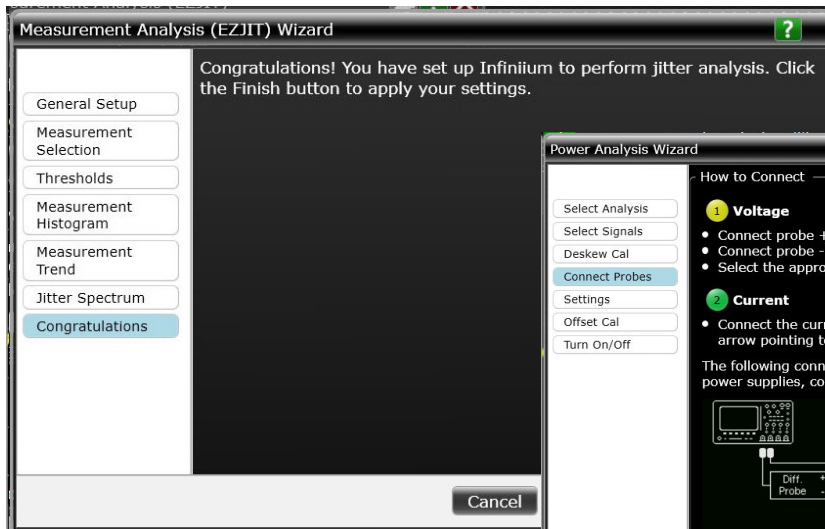 Measurement Analysis (EZJIT) Wizard
?
Congratulations! You have set up Infiniium to perform jitter analysis. Click
the Finish button to apply your settings.
General Setup
Measurement
Selection
Thresholds
Measurement
Histogram
Measurement
Trend
Jitter Spectrum
Congratulations
Cancel
Power Analysis Wizard
Select Analysis
Select Signals
Deskew Cal
Connect Probes
Settings
Offset Cal
Turn On/Off
How to Connect
1 Voltage
• Connect probe +
• Connect probe -
• Select the appro
2 Current
• Connect the curr
arrow pointing to
The following conn
power supplies, co
Diff. +
Probe -